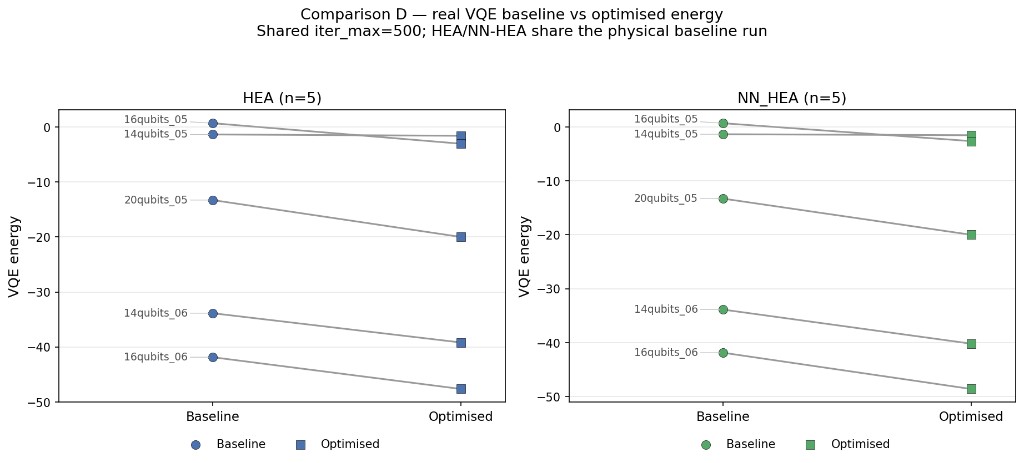 Comparison D — real VQE baseline vs optimised energy
Shared iter_max=500; HEA/NN-HEA share the physical baseline run
HEA (n=5)
VQE energy
0
−10
−20
−30
−40
−50
16qubits_05
14qubits_05
20qubits_05
14qubits_06
16qubits_06
Baseline
Optimised
Baseline
Optimised
NN_HEA (n=5)
VQE energy
0
−10
−20
−30
−40
−50
16qubits_05
14qubits_05
20qubits_05
14qubits_06
16qubits_06
Baseline
Optimised
Baseline
Optimised